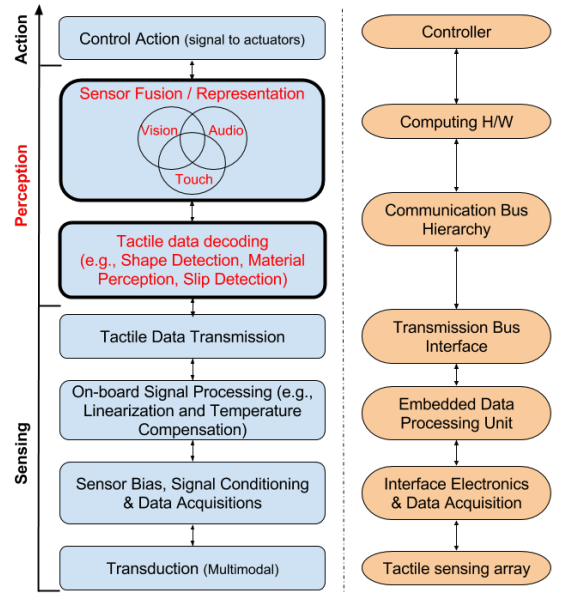 Action
Perception
Sensing
Control Action (signal to actuators)
Sensor Fusion / Representation
Vision
Audio
Touch
Tactile data decoding
(e.g., Shape Detection, Material
Perception, Slip Detection)
Tactile Data Transmission
On-board Signal Processing (e.g.,
Linearization and Temperature
Compensation)
Sensor Bias, Signal Conditioning
& Data Acquisitions
Transduction (Multimodal)
Controller
Computing H/W
Communication Bus
Hierarchy
Transmission Bus
Interface
Embedded Data
Processing Unit
Interface Electronics
& Data Acquisition
Tactile sensing array